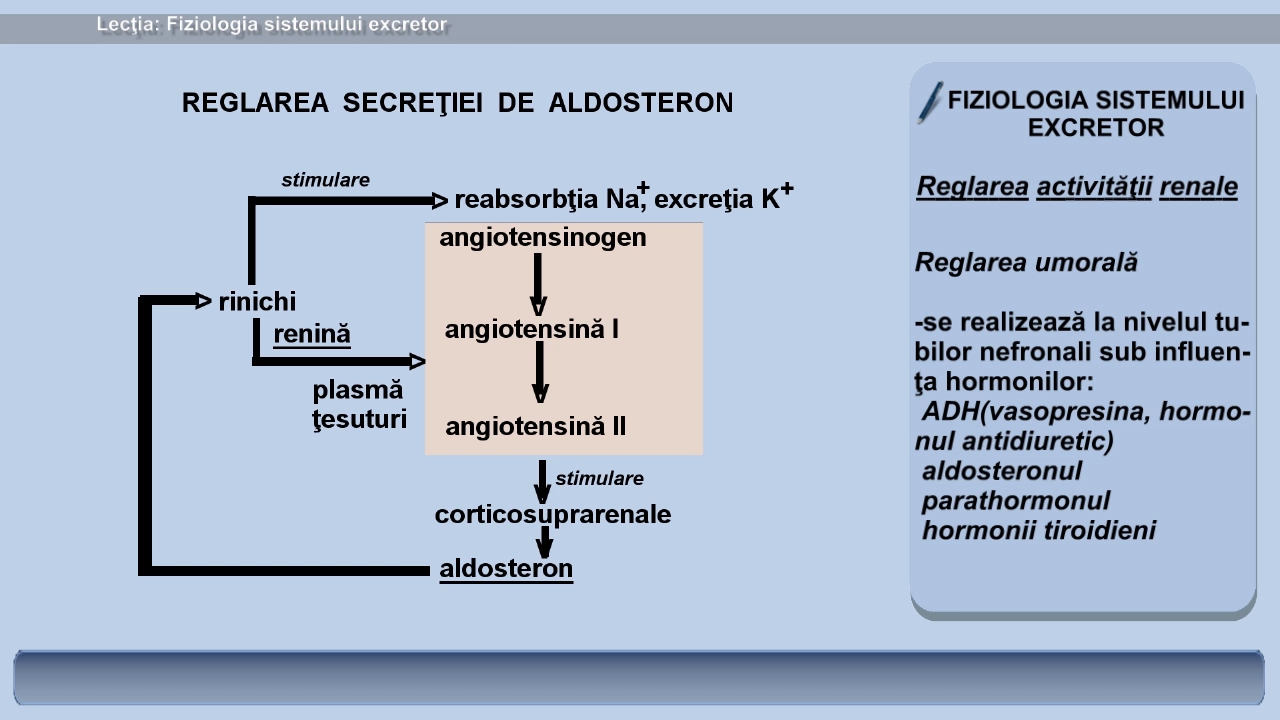 Lecţia: Fiziologia sistemului excretor
REGLAREA SECREŢIEI DE ALDOSTERON
stimulare
reabsorbţia Na+, excreţia K+
angiotensinogen
rinichi
angiotensină I
renină
plasmă
ţesuturi
angiotensină II
stimulare
corticosuprarenale
aldosteron
FIZIOLOGIA SISTEMULUI
EXCRETOR
Reglarea activităţii renale
Reglarea umorală
-se realizează la nivelul tu-
bilor nefronali sub influen-
ţa hormonilor:
ADH(vasopresina, hormo-
nul antidiuretic)
aldosteronul
parathormonul
hormonii tiroidieni